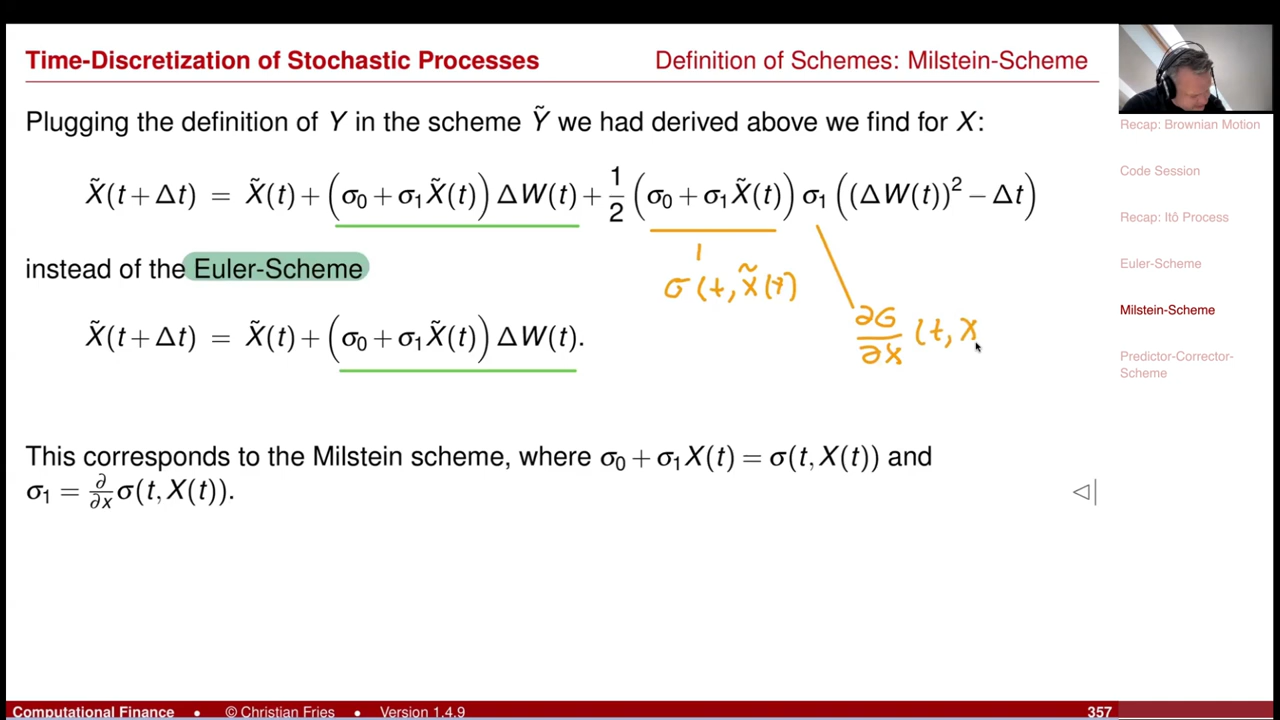 Time-Discretization of Stochastic Processes
Definition of Schemes: Milstein-Scheme
Plugging the definition of Y in the scheme Ỹ we had derived above we find for X:
X̃(t + Δt) = X̃(t) + (σ₀ + σ₁X̃(t)) ΔW(t) + 1/2 (σ₀ + σ₁X̃(t)) σ₁ ((ΔW(t))² − Δt)
instead of the Euler-Scheme
σ(t, X̃(t)
X̃(t + Δt) = X̃(t) + (σ₀ + σ₁X̃(t)) ΔW(t).
∂σ/∂x (t, X
This corresponds to the Milstein scheme, where σ₀ + σ₁X(t) = σ(t, X(t)) and
σ₁ = ∂/∂x σ(t, X(t)).
◁|
Recap: Brownian Motion
Code Session
Recap: Itô Process
Euler-Scheme
Milstein-Scheme
Predictor-Corrector-
Scheme
Computational Finance • © Christian Fries • Version 1.4.9
357